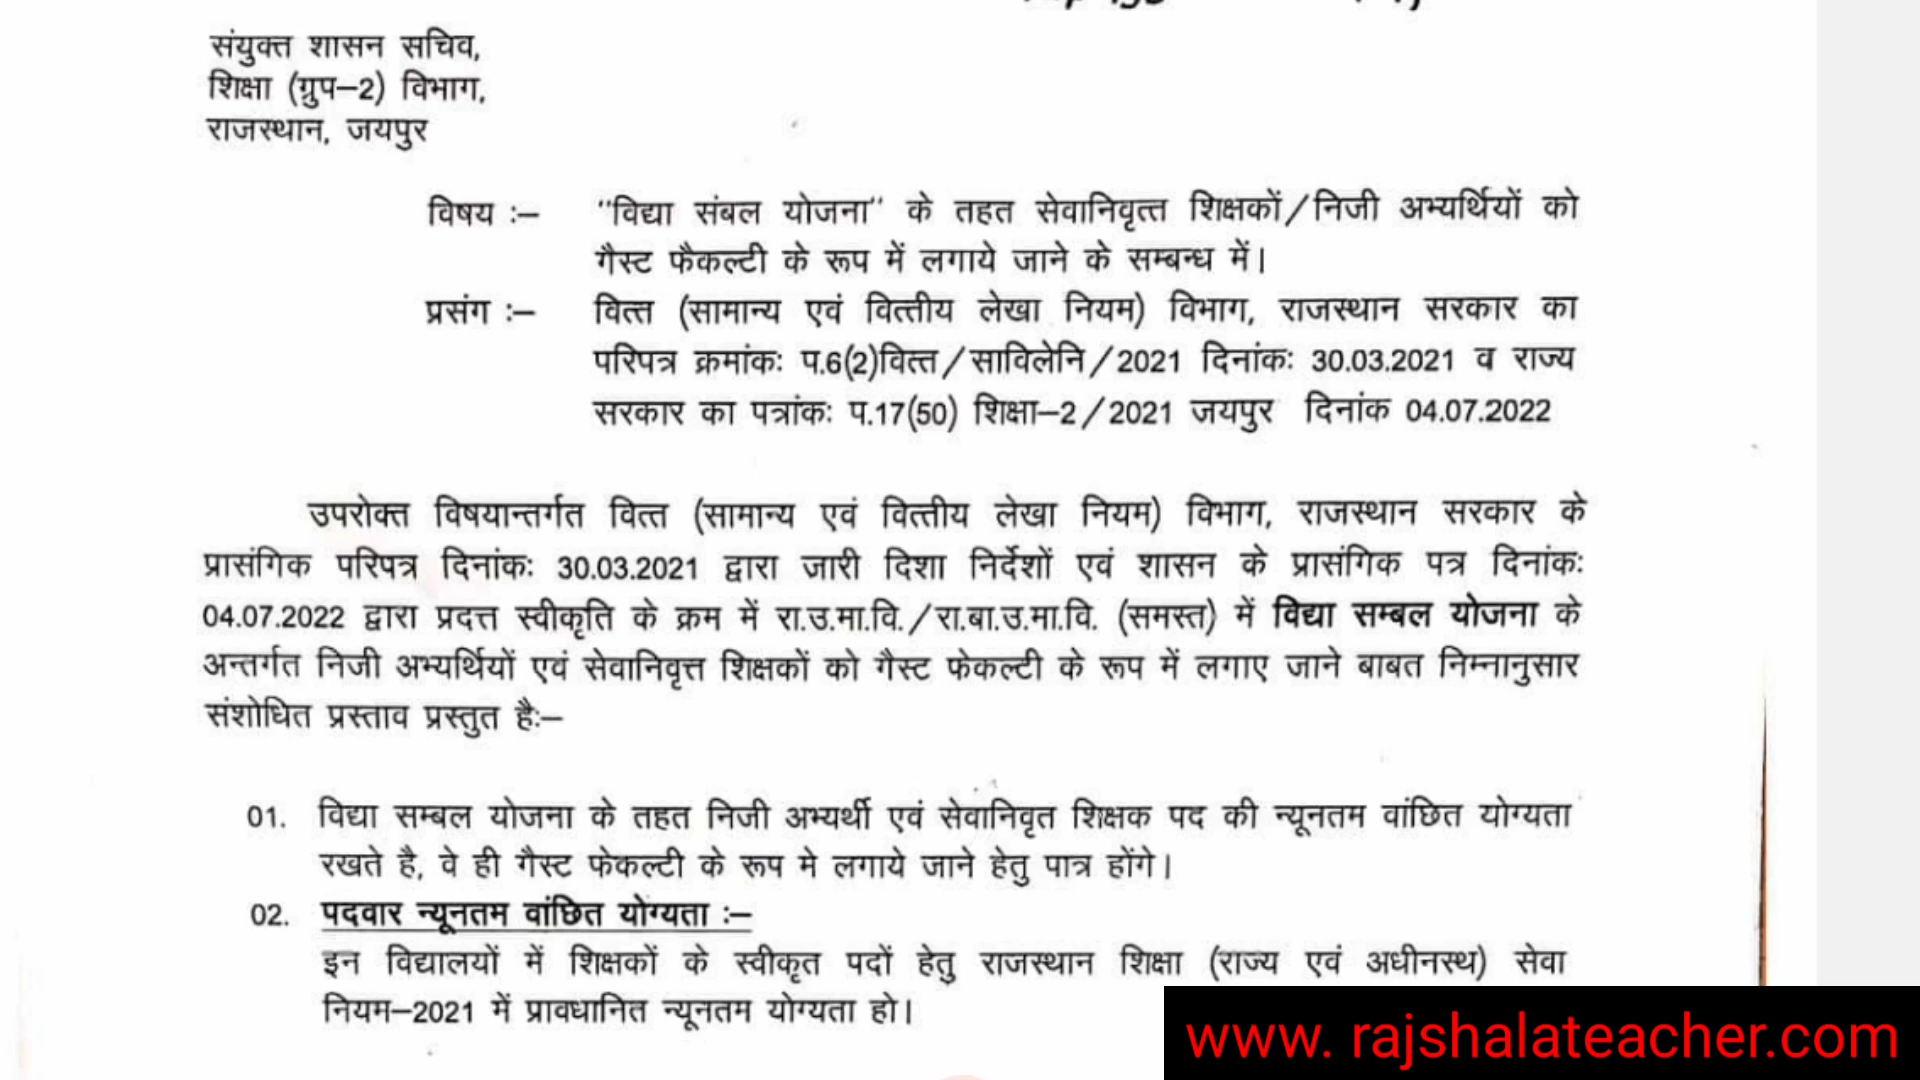 संयुक्त शासन सचिव,
शिक्षा (ग्रुप–2) विभाग,
राजस्थान, जयपुर
विषय :– ''विद्या संबल योजना'' के तहत सेवानिवृत्त शिक्षकों/निजी अभ्यर्थियों को
गैस्ट फैकल्टी के रूप में लगाये जाने के सम्बन्ध में।
प्रसंग :– वित्त (सामान्य एवं वित्तीय लेखा नियम) विभाग, राजस्थान सरकार का
परिपत्र क्रमांकः प.6(2)वित्त/साविलेनि/2021 दिनांकः 30.03.2021 व राज्य
सरकार का पत्रांकः प.17(50) शिक्षा–2/2021 जयपुर दिनांक 04.07.2022
उपरोक्त विषयान्तर्गत वित्त (सामान्य एवं वित्तीय लेखा नियम) विभाग, राजस्थान सरकार के
प्रासंगिक परिपत्र दिनांकः 30.03.2021 द्वारा जारी दिशा निर्देशों एवं शासन के प्रासंगिक पत्र दिनांकः
04.07.2022 द्वारा प्रदत्त स्वीकृति के क्रम में रा.उ.मा.वि./रा.बा.उ.मा.वि. (समस्त) में विद्या सम्बल योजना के
अन्तर्गत निजी अभ्यर्थियों एवं सेवानिवृत्त शिक्षकों को गैस्ट फेकल्टी के रूप में लगाए जाने बाबत निम्नानुसार
संशोधित प्रस्ताव प्रस्तुत हैः–
01. विद्या सम्बल योजना के तहत निजी अभ्यर्थी एवं सेवानिवृत शिक्षक पद की न्यूनतम वांछित योग्यता
रखते है, वे ही गैस्ट फेकल्टी के रूप मे लगाये जाने हेतु पात्र होंगे।
02. पदवार न्यूनतम वांछित योग्यता :–
इन विद्यालयों में शिक्षकों के स्वीकृत पदों हेतु राजस्थान शिक्षा (राज्य एवं अधीनस्थ) सेवा
नियम–2021 में प्रावधानित न्यूनतम योग्यता हो।
www. rajshalateacher.com